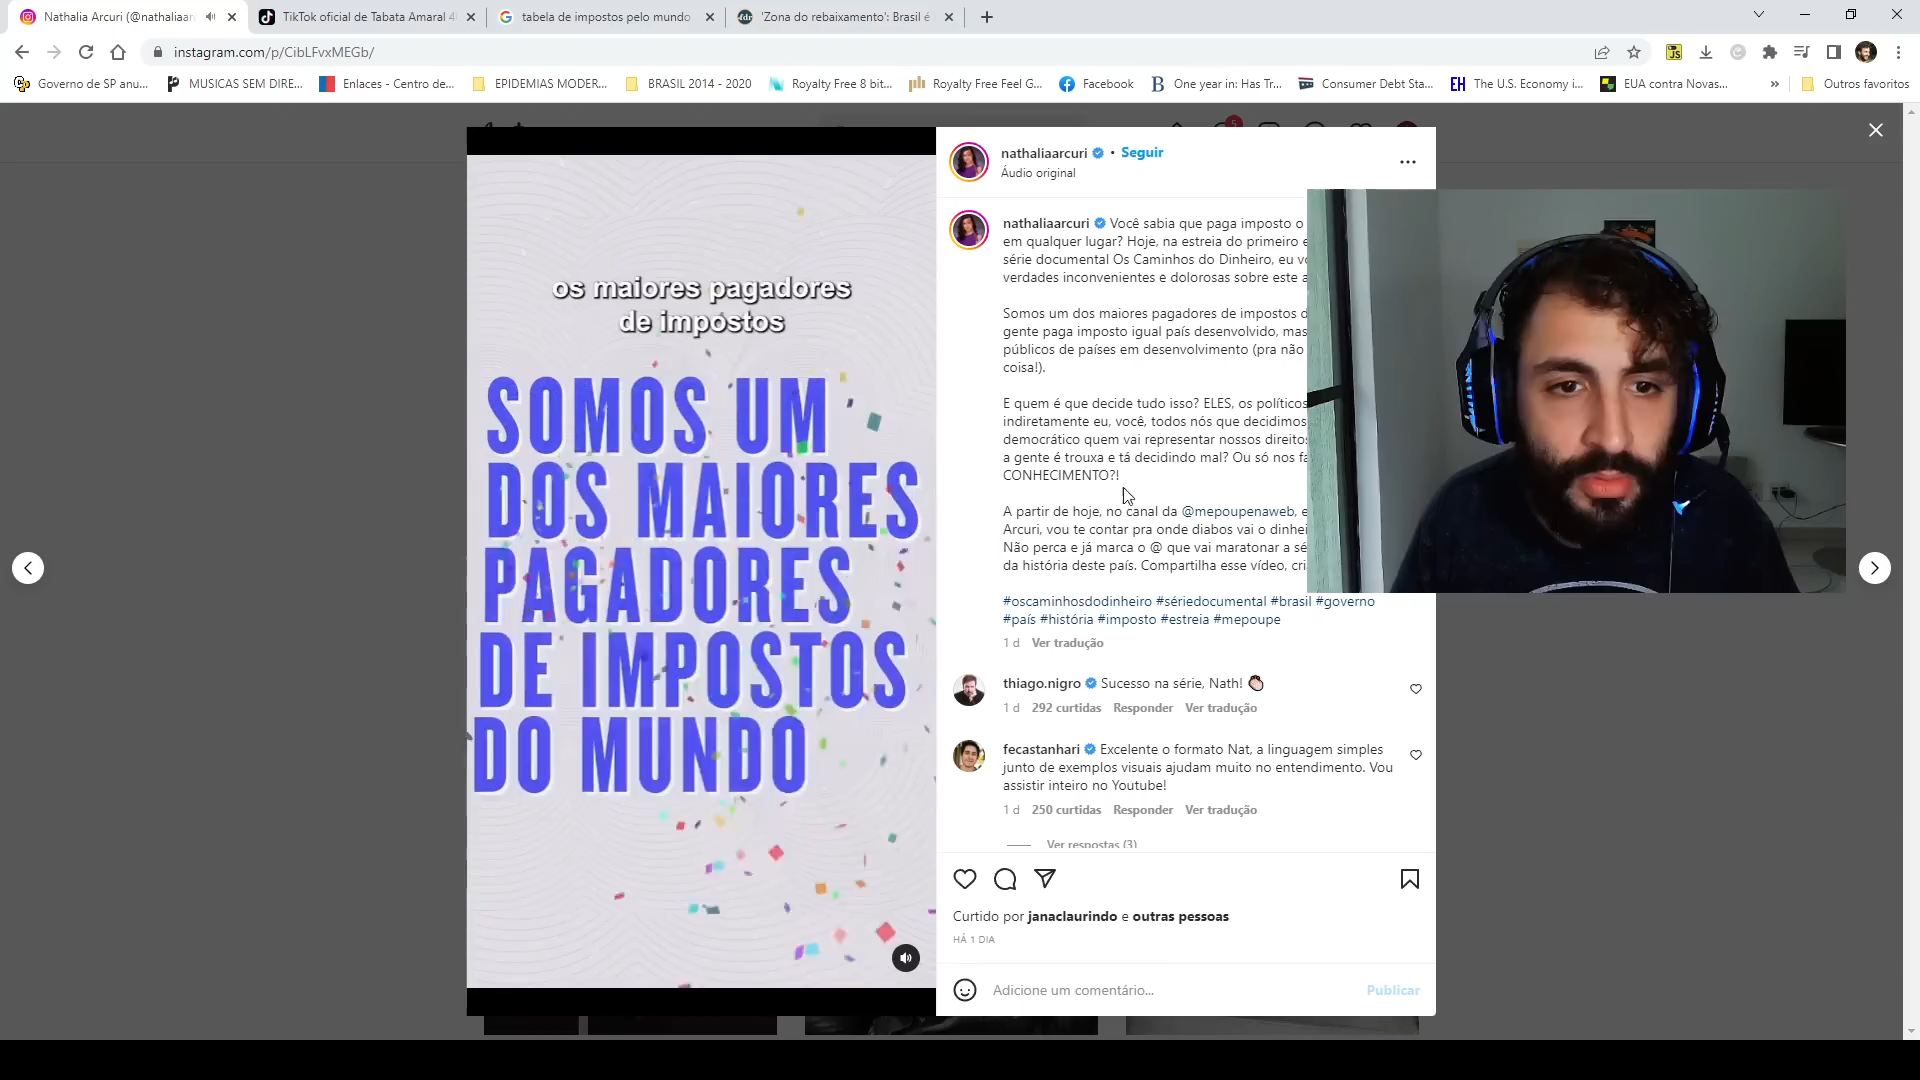 Nathalia Arcuri (@nathaliaar
TikTok oficial de Tabata Amaral 4
tabela de impostos pelo mundo
'Zona do rebaixamento': Brasil é
instagram.com/p/CibLFvxMEGb/
Governo de SP anu...
MUSICAS SEM DIRE...
Enlaces - Centro de...
EPIDEMIAS MODER...
BRASIL 2014 - 2020
Royalty Free 8 bit...
Royalty Free Feel G...
Facebook
One year in: Has Tr...
Consumer Debt Sta...
The U.S. Economy i...
EUA contra Novas...
Outros favoritos
os maiores pagadores
de impostos
SOMOS UM
DOS MAIORES
PAGADORES
DE IMPOSTOS
DO MUNDO
nathaliaarcuri • Seguir
Áudio original
nathaliaarcuri Você sabia que paga imposto o
em qualquer lugar? Hoje, na estreia do primeiro e
série documental Os Caminhos do Dinheiro, eu vo
verdades inconvenientes e dolorosas sobre este a
Somos um dos maiores pagadores de impostos d
gente paga imposto igual país desenvolvido, mas
públicos de países em desenvolvimento (pra não
coisa!).
E quem é que decide tudo isso? ELES, os políticos
indiretamente eu, você, todos nós que decidimos
democrático quem vai representar nossos direitos
a gente é trouxa e tá decidindo mal? Ou só nos fa
CONHECIMENTO?!
A partir de hoje, no canal da @mepoupenaweb, e
Arcuri, vou te contar pra onde diabos vai o dinhei
Não perca e já marca o @ que vai maratonar a sé
da história deste país. Compartilha esse vídeo, cri
#oscaminhosdodinheiro #sériedocumental #brasil #governo
#país #história #imposto #estreia #mepoupe
1 d Ver tradução
thiago.nigro Sucesso na série, Nath! 👏🏻
1 d 292 curtidas Responder Ver tradução
fecastanhari Excelente o formato Nat, a linguagem simples
junto de exemplos visuais ajudam muito no entendimento. Vou
assistir inteiro no Youtube!
1 d 250 curtidas Responder Ver tradução
Ver respostas (3)
Curtido por janaclaurindo e outras pessoas
HÁ 1 DIA
Adicione um comentário...
Publicar